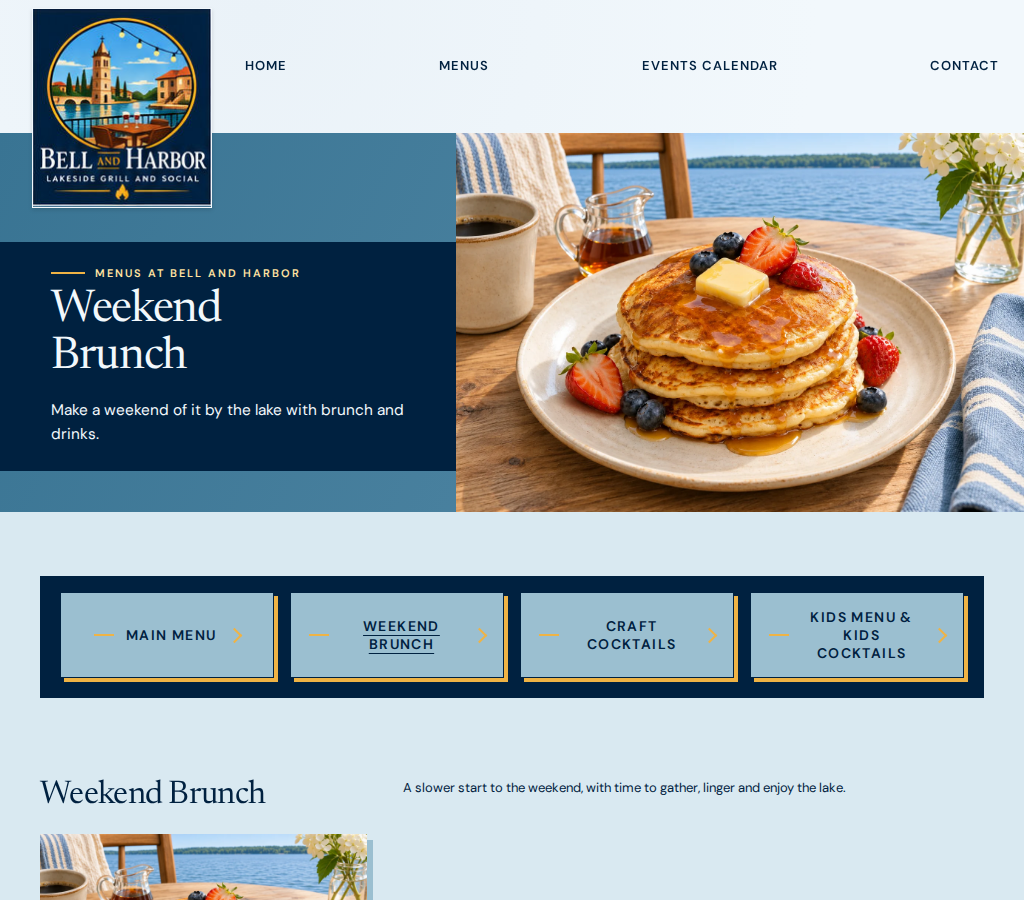 BELL AND HARBOR
LAKESIDE GRILL AND SOCIAL
HOME
MENUS
EVENTS CALENDAR
CONTACT
MENUS AT BELL AND HARBOR
Weekend
Brunch
Make a weekend of it by the lake with brunch and
drinks.
MAIN MENU
WEEKEND
BRUNCH
CRAFT
COCKTAILS
KIDS MENU &
KIDS
COCKTAILS
Weekend Brunch
A slower start to the weekend, with time to gather, linger and enjoy the lake.